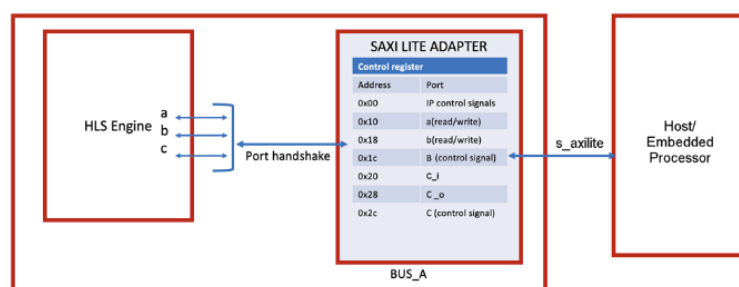 SAXI LITE ADAPTER
Control register
Address Port
0x00 IP control signals
0x10 a(read/write)
0x18 b(read/write)
0x1c B (control signal)
0x20 C_i
0x28 C _o
0x2c C (control signal)
HLS Engine
a
b
c
Port handshake
s_axilite
Host/
Embedded
Processor
BUS_A